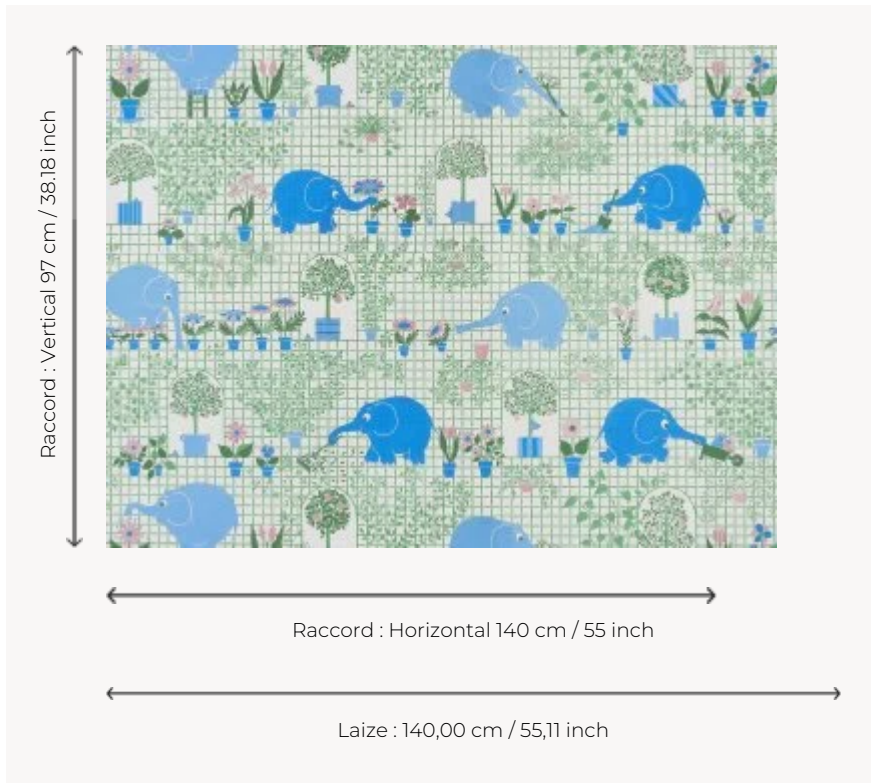 Raccord : Vertical 97 cm / 38.18 inch
Raccord : Horizontal 140 cm / 55 inch
Laize : 140,00 cm / 55,11 inch